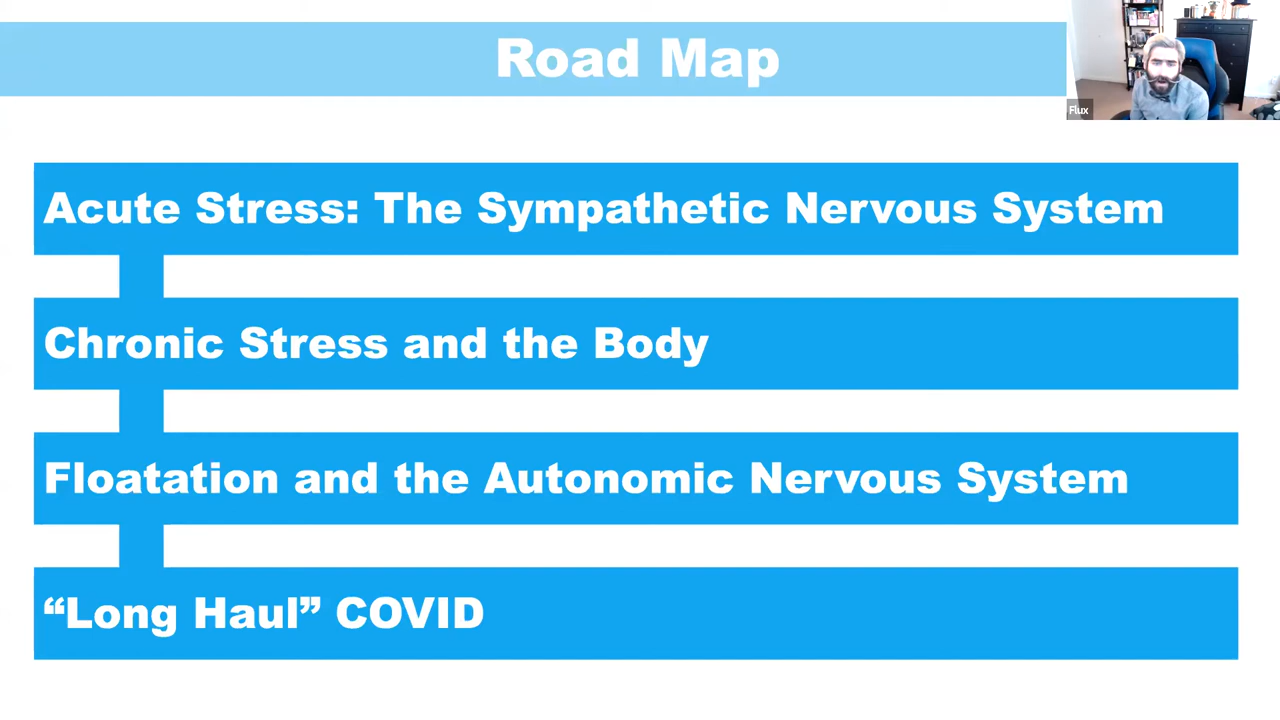 Road Map
Flux
Acute Stress: The Sympathetic Nervous System
Chronic Stress and the Body
Floatation and the Autonomic Nervous System
“Long Haul” COVID